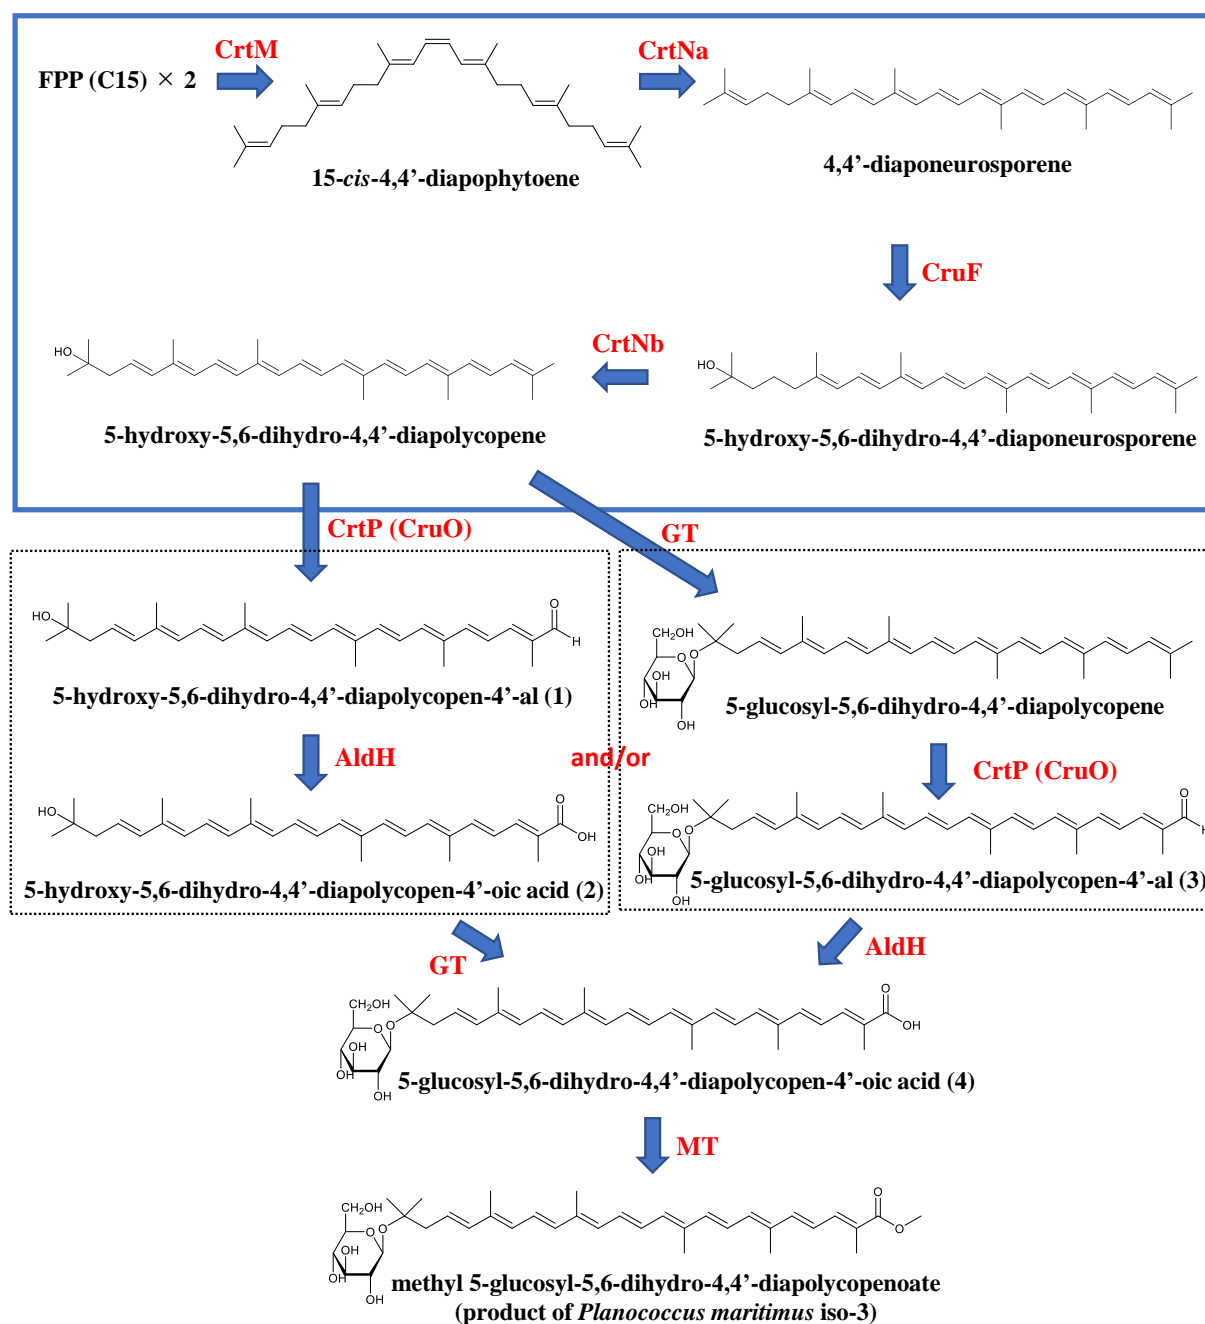 CrtM
CrtNa
FPP (C15) × 2
15-cis-4,4’-diapophytoene
4,4’-diaponeurosporene
CruF
CrtNb
HO
HO
5-hydroxy-5,6-dihydro-4,4’-diapolycopene
5-hydroxy-5,6-dihydro-4,4’-diaponeurosporene
CrtP (CruO)
GT
HO
O
H
5-hydroxy-5,6-dihydro-4,4’-diapolycopen-4’-al (1)
CH2OH
O
O
OH
OH
OH
5-glucosyl-5,6-dihydro-4,4’-diapolycopene
AldH
and/or
CrtP (CruO)
HO
O
OH
5-hydroxy-5,6-dihydro-4,4’-diapolycopen-4’-oic acid (2)
CH2OH
O
O
OH
OH
OH
O
H
5-glucosyl-5,6-dihydro-4,4’-diapolycopen-4’-al (3)
GT
AldH
CH2OH
O
O
OH
OH
OH
O
OH
5-glucosyl-5,6-dihydro-4,4’-diapolycopen-4’-oic acid (4)
MT
CH2OH
O
O
OH
OH
OH
O
O
methyl 5-glucosyl-5,6-dihydro-4,4’-diapolycopenoate
(product of Planococcus maritimus iso-3)